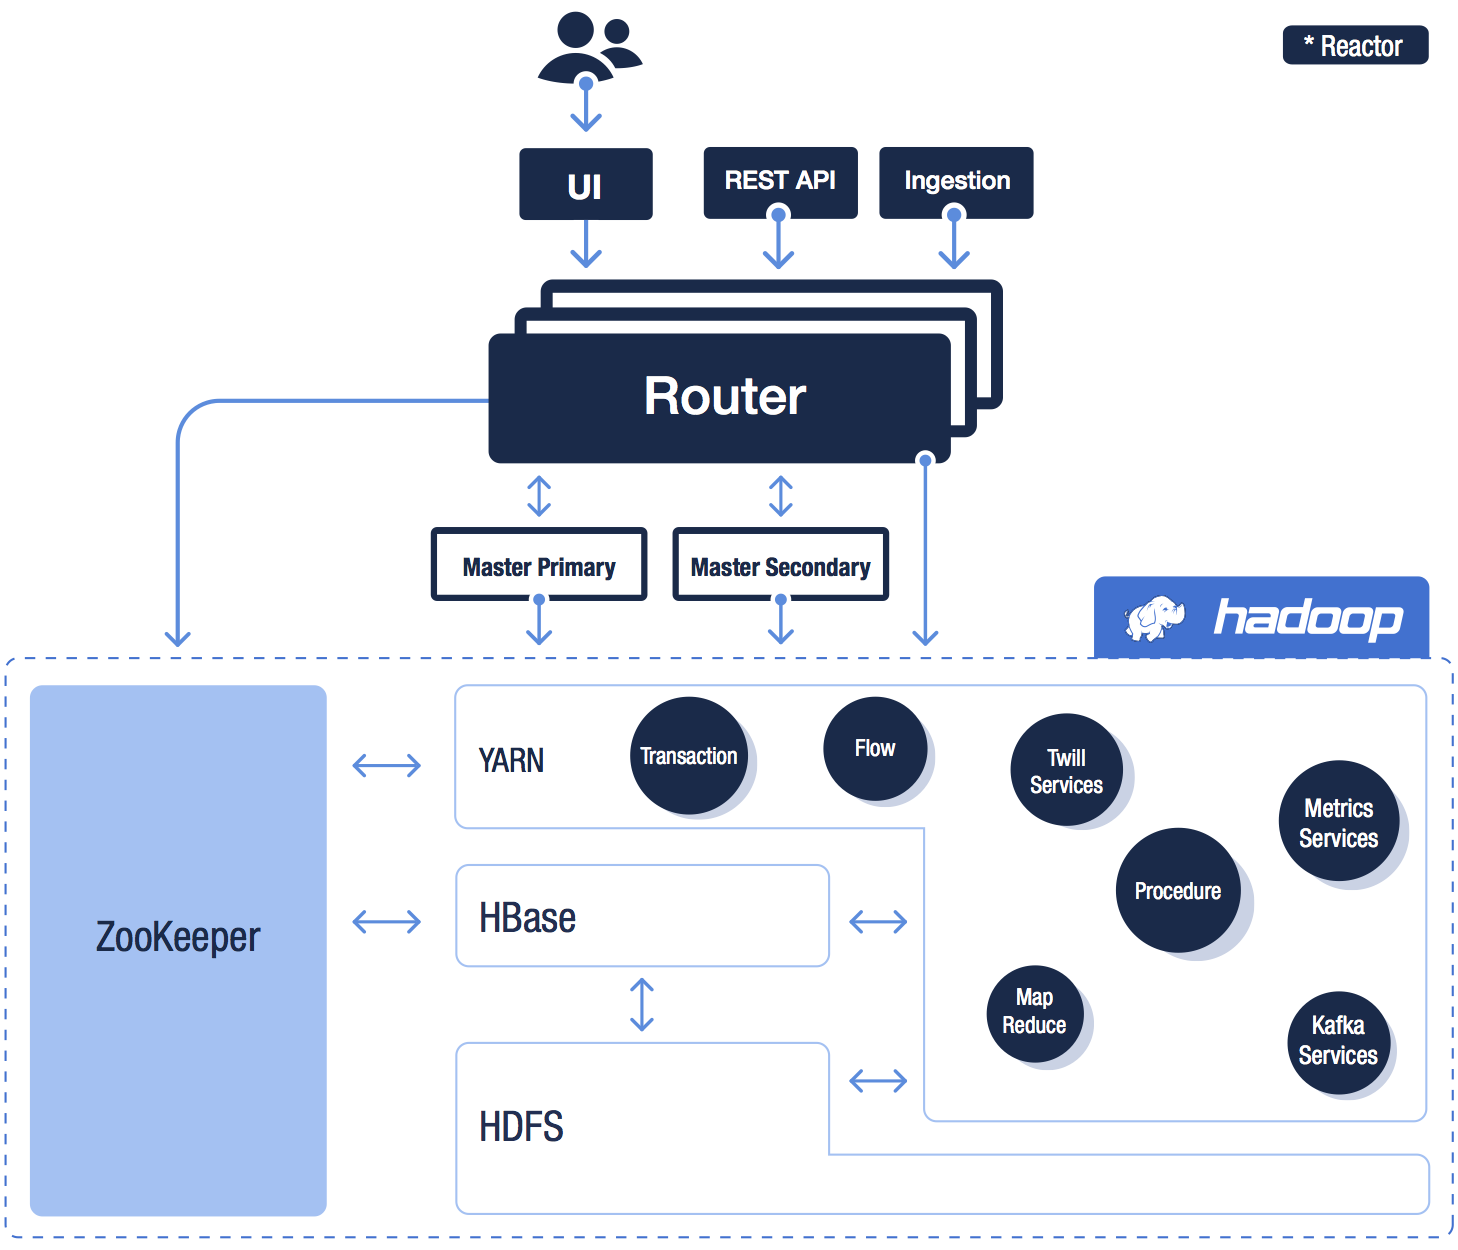 * Reactor
UI
REST API
Ingestion
Router
Master Primary
Master Secondary
hadoop
YARN
Transaction
Flow
Twill
Services
Metrics
Services
Procedure
HBase
ZooKeeper
Map
Reduce
Kafka
Services
HDFS